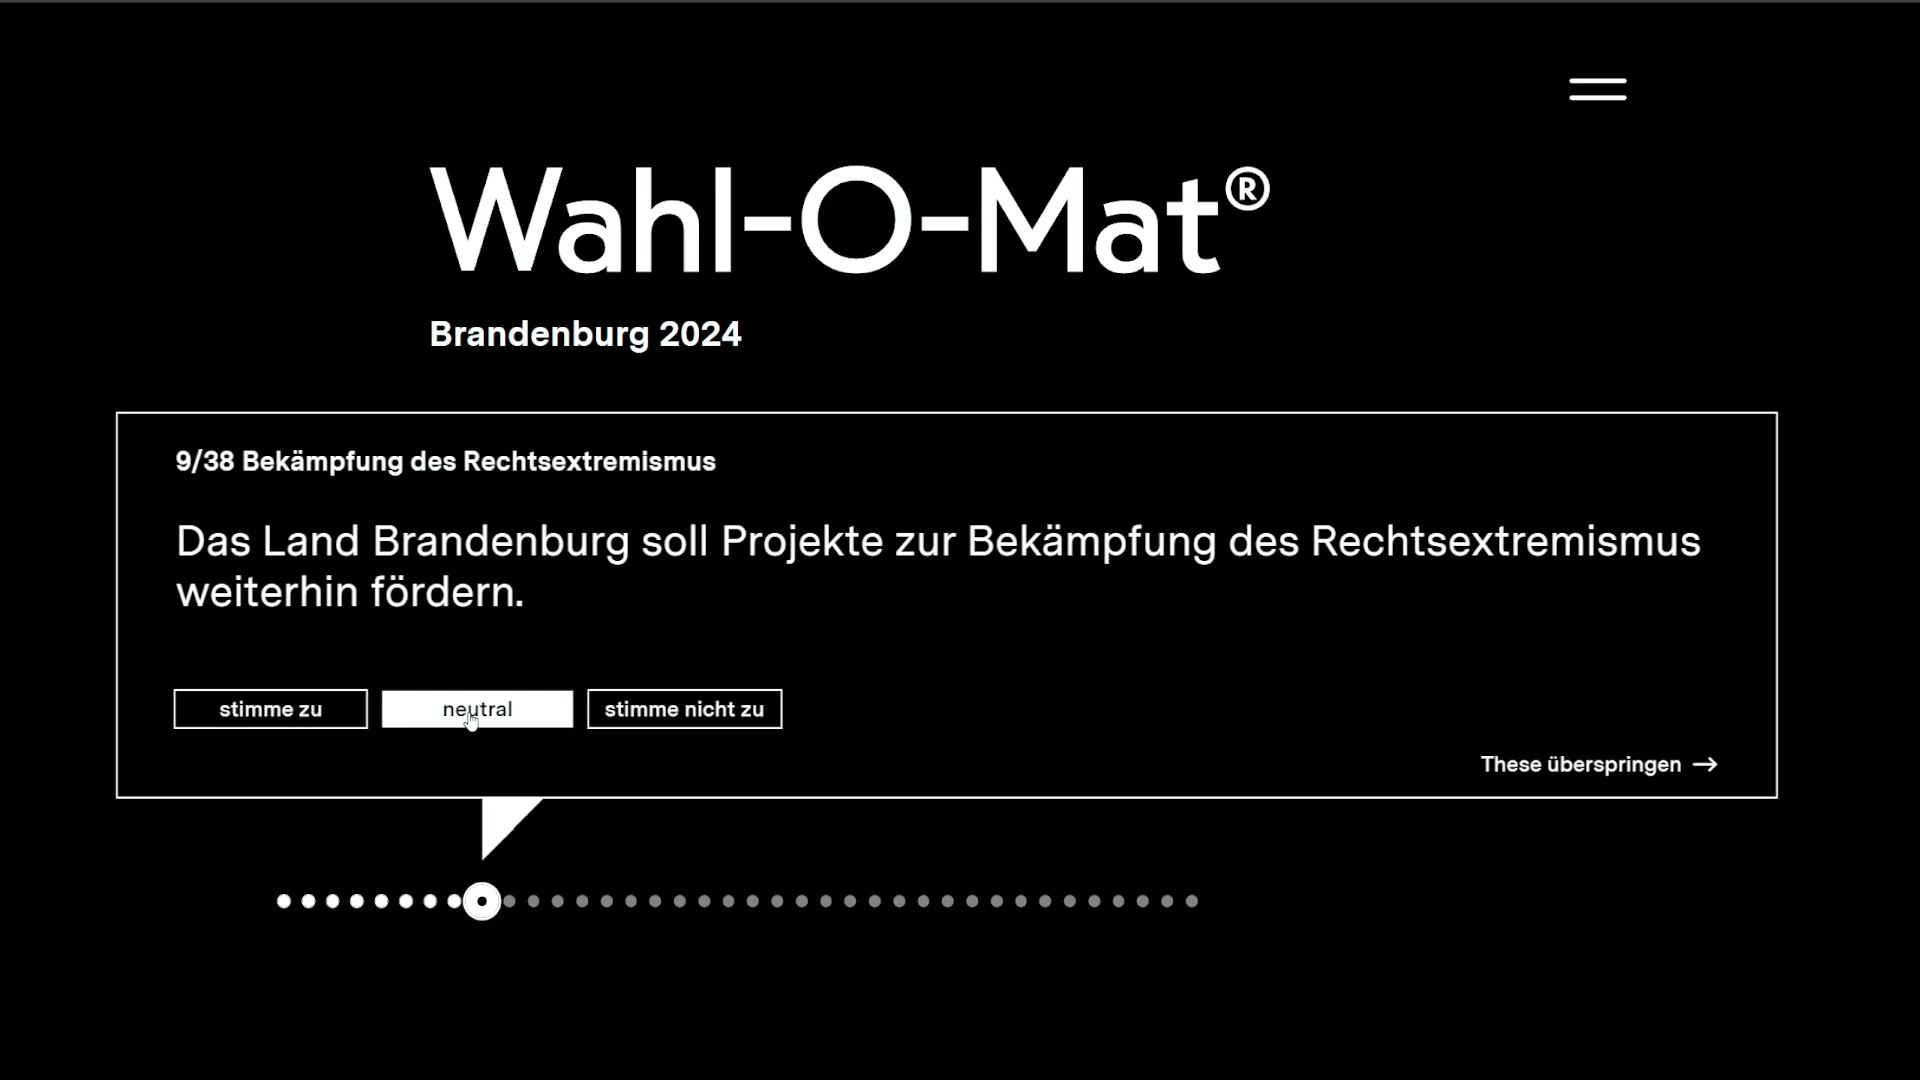 Wahl-O-Mat®
Brandenburg 2024
9/38 Bekämpfung des Rechtsextremismus
Das Land Brandenburg soll Projekte zur Bekämpfung des Rechtsextremismus
weiterhin fördern.
stimme zu
neutral
stimme nicht zu
These überspringen →